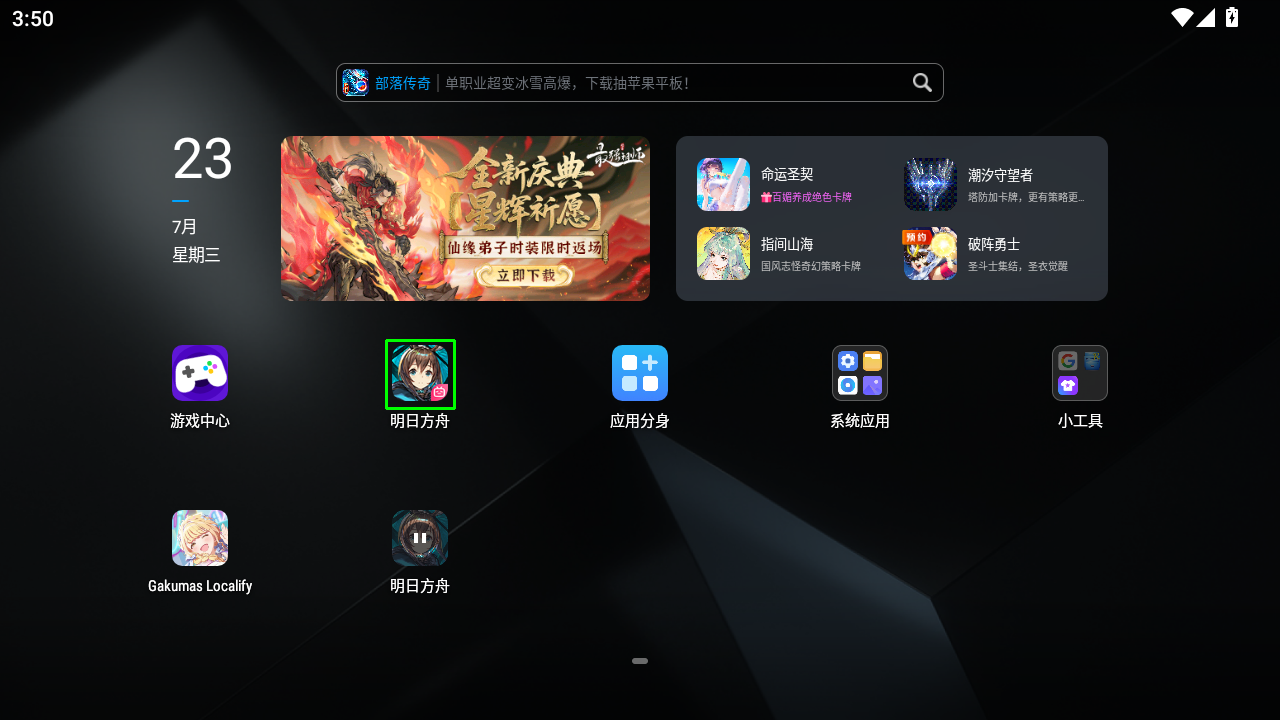 3:50
部落传奇
单职业超变冰雪高爆，下载抽苹果平板！
23
7月
星期三
最强祖师
全新庆典
【星辉祈愿】
仙缘弟子时装限时返场
立即下载
命运圣契
百媚养成绝色卡牌
潮汐守望者
塔防加卡牌，更有策略更…
指间山海
国风志怪奇幻策略卡牌
预约
破阵勇士
圣斗士集结，圣衣觉醒
游戏中心
明日方舟
应用分身
系统应用
小工具
Gakumas Localify
明日方舟